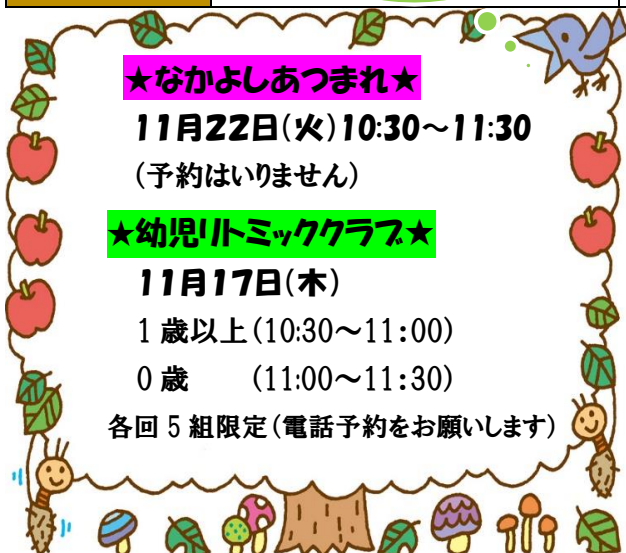 ★なかよしあつまれ★
11月22日(火)10:30～11:30
(予約はいりません)
★幼児リトミッククラブ★
11月17日(木)
1歳以上(10:30～11:00)
0歳　　(11:00～11:30)
各回5組限定(電話予約をお願いします)